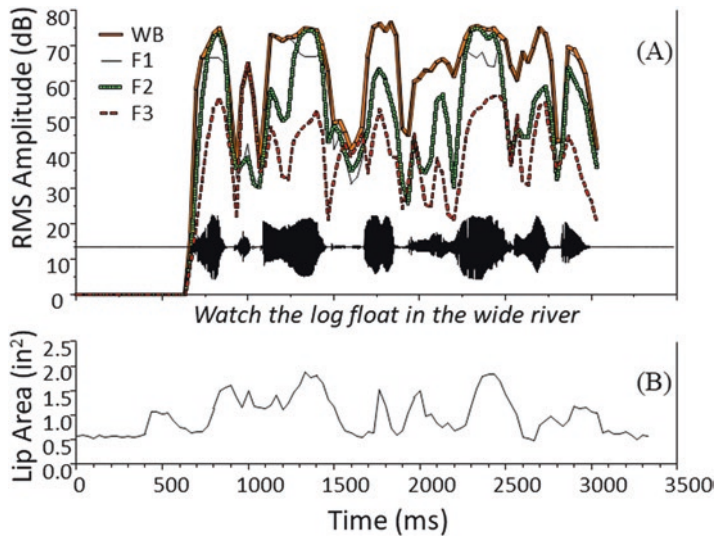 RMS Amplitude (dB)
80
70
60
50
40
30
20
10
0
WB
F1
F2
F3
(A)
Watch the log float in the wide river
Lip Area (in²)
2.5
2.0
1.5
1.0
0.5
0.0
(B)
0 500 1000 1500 2000 2500 3000 3500
Time (ms)